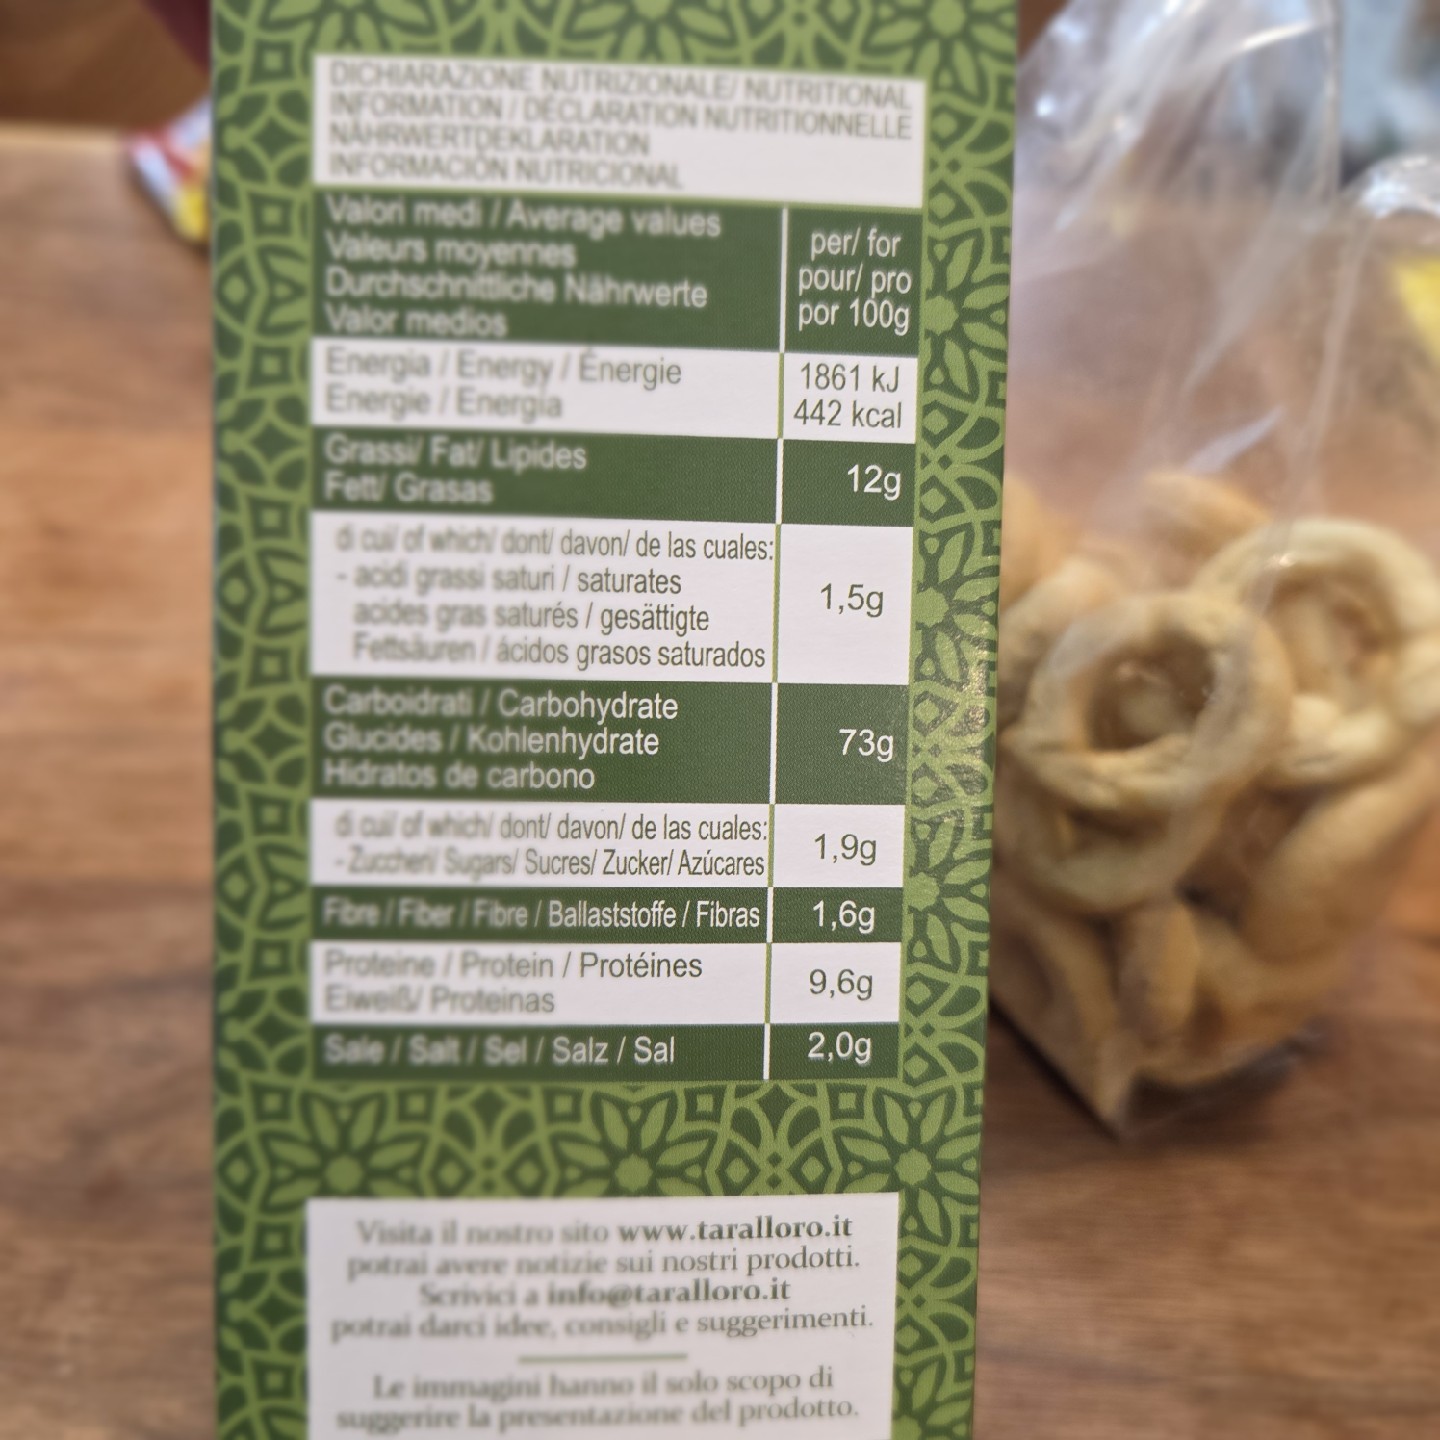 DICHIARAZIONE NUTRIZIONALE/ NUTRITIONAL
INFORMATION / DÉCLARATION NUTRITIONNELLE
NÄHRWERTDEKLARATION
INFORMACIÓN NUTRICIONAL
Valori medi / Average values
Valeurs moyennes
Durchschnittliche Nährwerte
Valor medios
per/ for
pour/ pro
por 100g
Energia / Energy / Énergie
Energie / Energía
1861 kJ
442 kcal
Grassi/ Fat/ Lipides
Fett/ Grasas
12g
di cui/ of which/ dont/ davon/ de las cuales:
- acidi grassi saturi / saturates
acides gras saturés / gesättigte
Fettsäuren / ácidos grasos saturados
1,5g
Carboidrati / Carbohydrate
Glucides / Kohlenhydrate
Hidratos de carbono
73g
di cui/ of which/ dont/ davon/ de las cuales:
- Zuccheri/ Sugars/ Sucres/ Zucker/ Azúcares
1,9g
Fibre / Fiber / Fibre / Ballaststoffe / Fibras
1,6g
Proteine / Protein / Protéines
Eiweiß/ Proteinas
9,6g
Sale / Salt / Sel / Salz / Sal
2,0g
Visita il nostro sito www.taralloro.it
potrai avere notizie sui nostri prodotti.
Scrivici a info@taralloro.it
potrai darci idee, consigli e suggerimenti.
Le immagini hanno il solo scopo di
suggerire la presentazione del prodotto.